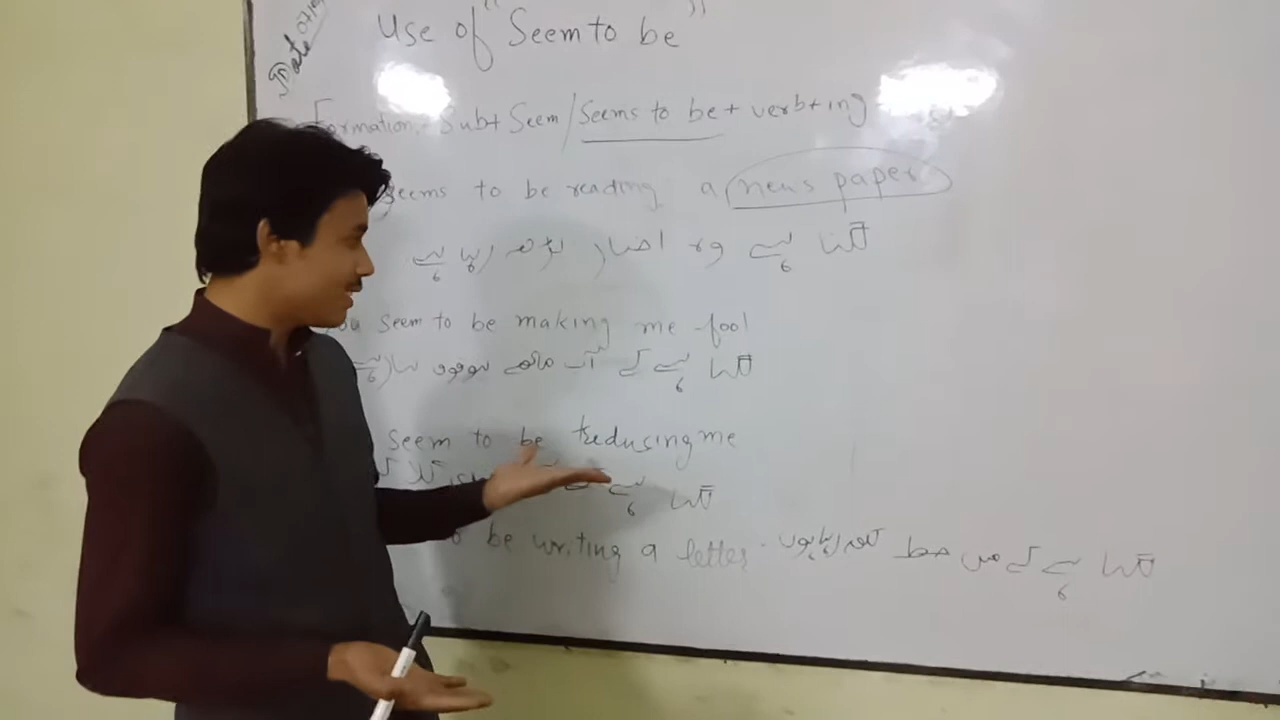 Date
Use of "Seem to be"
Formation:- Sub+ Seem/Seems to be + verb+ing
seems to be reading a news paper
لگتا ہے وہ اخبار پڑھ رہا ہے
you seem to be making me fool
لگتا ہے کہ آپ مجھے بیوقوف بنا
seem to be me
لگتا ہے
be writing a letter. لگتا ہے کہ میں خط لکھ رہا ہوں